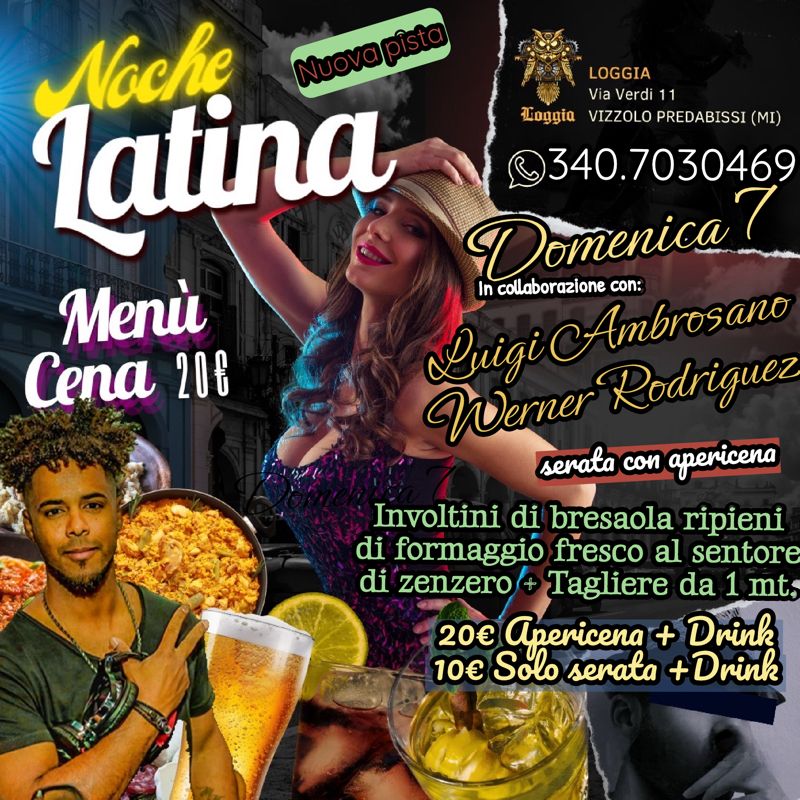 Noche
Latina
Nuova pista
Loggia
LOGGIA
Via Verdi 11
VIZZOLO PREDABISSI (MI)
340.7030469
Domenica 7
In collaborazione con:
Luigi Ambrosano
Werner Rodriguez
Menù
Cena 20€
serata con apericena
Domenica 7
Involtini di bresaola ripieni
di formaggio fresco al sentore
di zenzero + Tagliere da 1 mt.
20€ Apericena + Drink
10€ Solo serata +Drink